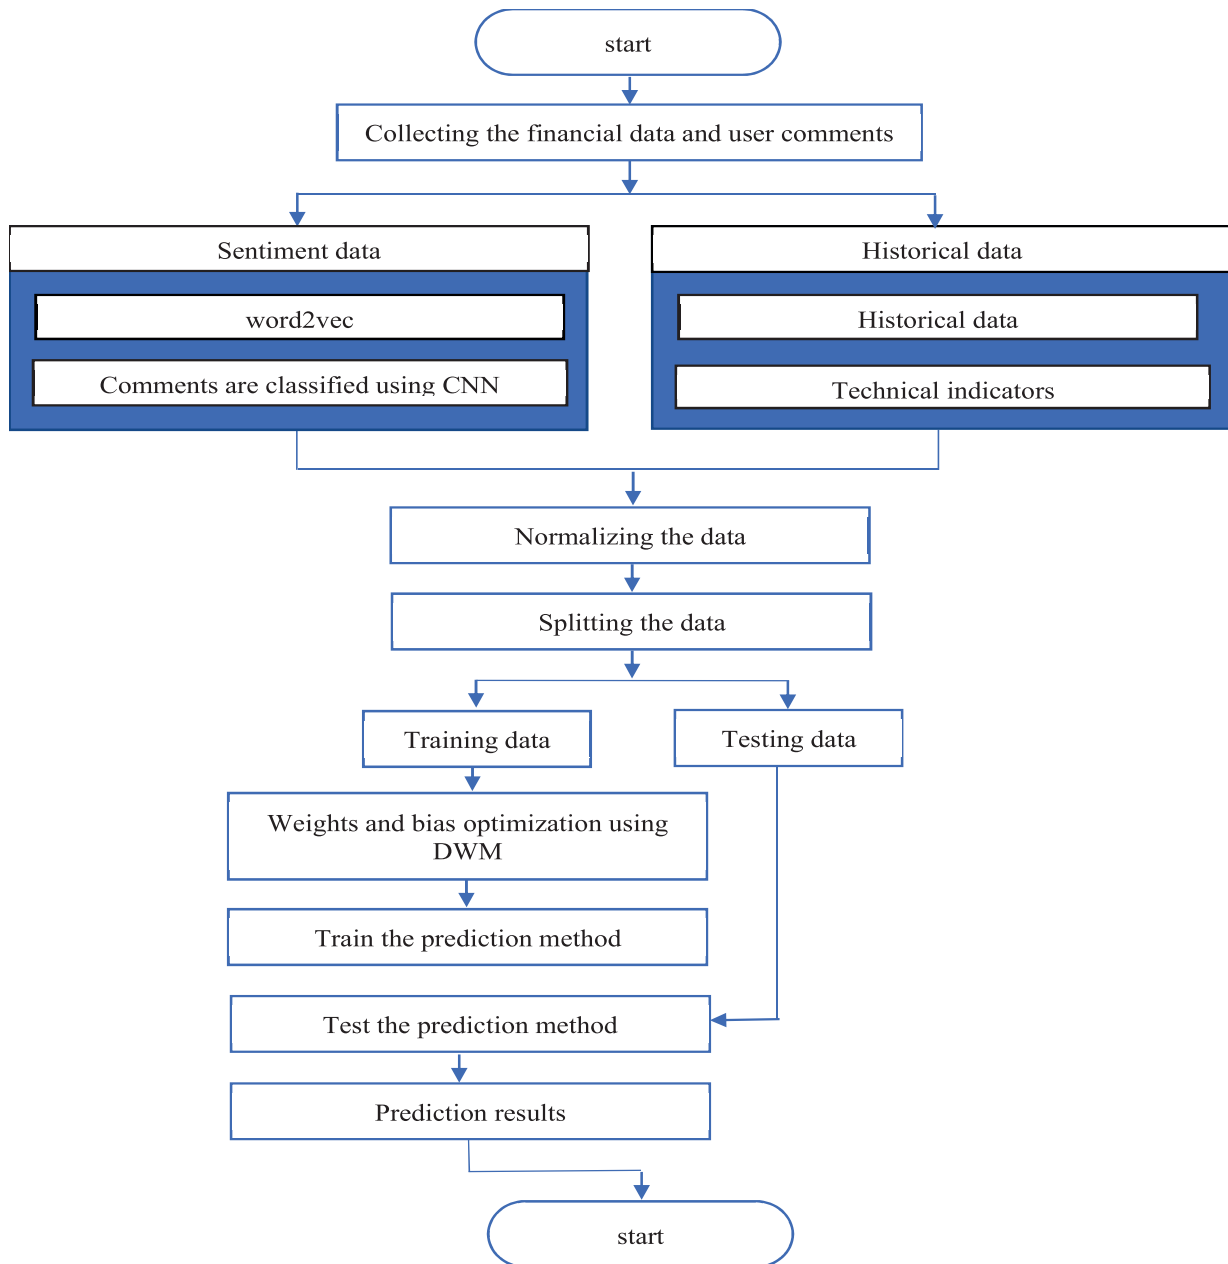 start
Collecting the financial data and user comments
Sentiment data
word2vec
Comments are classified using CNN
Historical data
Historical data
Technical indicators
Normalizing the data
Splitting the data
Training data
Testing data
Weights and bias optimization using
DWM
Train the prediction method
Test the prediction method
Prediction results
start